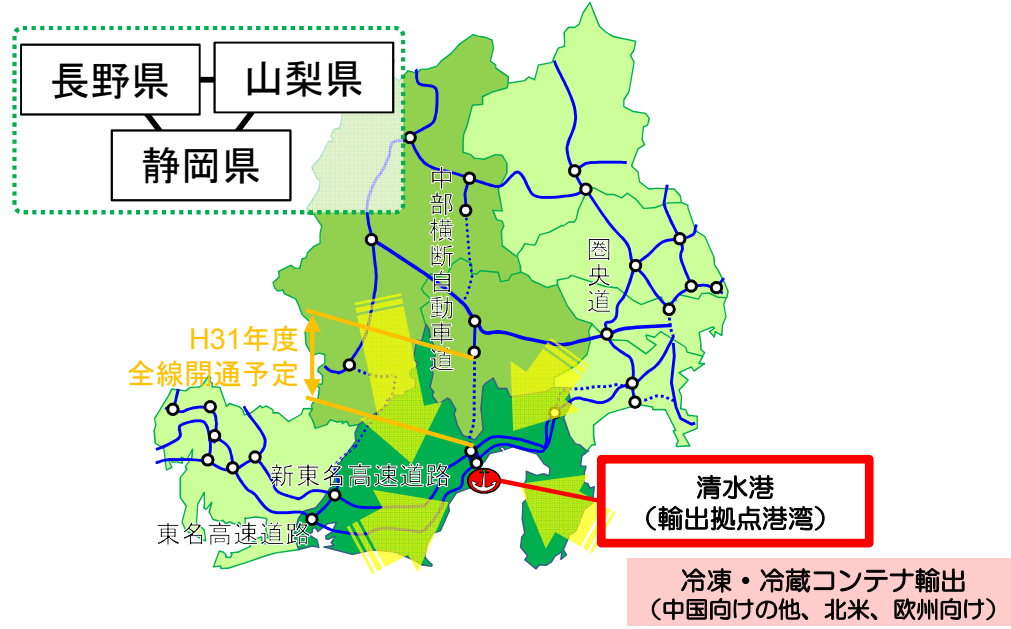 長野県
山梨県
静岡県
中部横断自動車道
圏央道
H31年度
全線開通予定
新東名高速道路
東名高速道路
清水港
（輸出拠点港湾）
冷凍・冷蔵コンテナ輸出
（中国向けの他、北米、欧州向け）